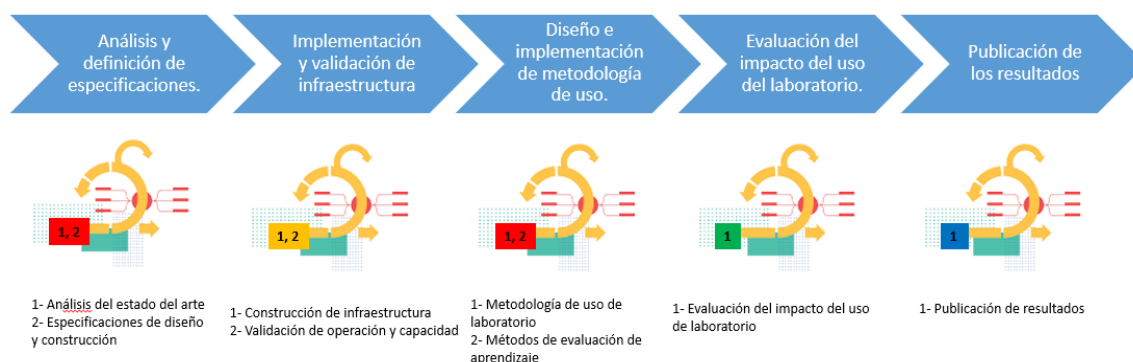 Análisis y
definición de
especificaciones.
Implementación
y validación de
infraestructura
Diseño e
implementación
de metodología
de uso.
Evaluación del
impacto del uso
del laboratorio.
Publicación de
los resultados
1, 2
1, 2
1, 2
1
1
1- Análisis del estado del arte
2- Especificaciones de diseño
y construcción
1- Construcción de infraestructura
2- Validación de operación y capacidad
1- Metodología de uso de
laboratorio
2- Métodos de evaluación de
aprendizaje
1- Evaluación del impacto del uso
de laboratorio
1- Publicación de resultados